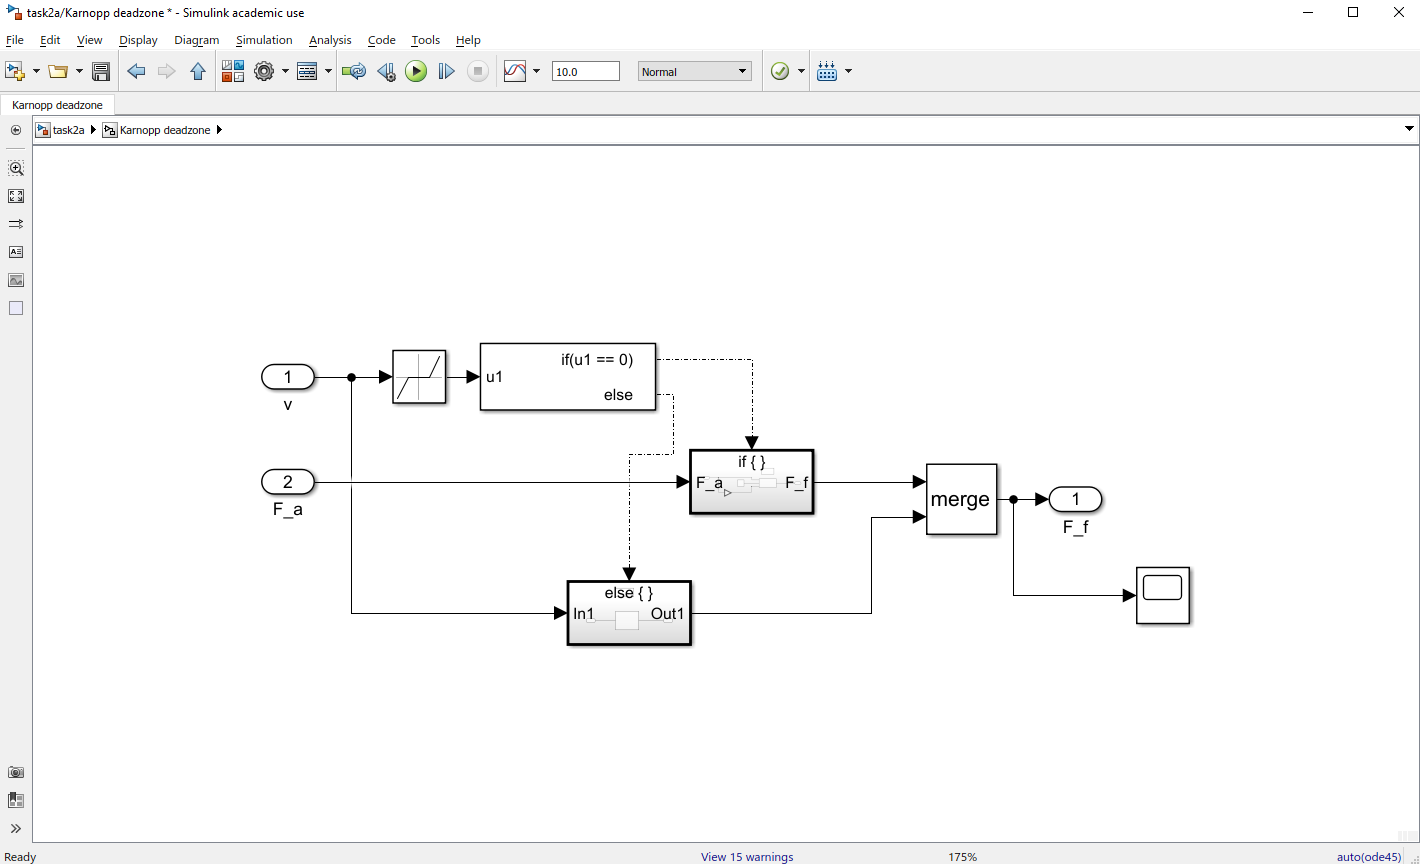 task2a/Karnopp deadzone * - Simulink academic use
File Edit View Display Diagram Simulation Analysis Code Tools Help
10.0 Normal
Karnopp deadzone
task2a Karnopp deadzone
if(u1 == 0)
1 u1
else
v
if { }
2 F_a F_f
F_a
merge 1
F_f
else { }
In1 Out1
Ready View 15 warnings 175% auto(ode45)